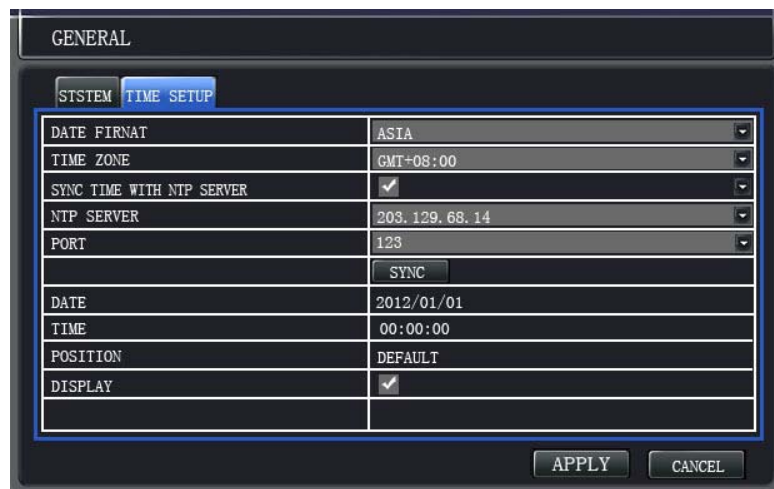 GENERAL
STSTEM TIME SETUP
DATE FIRNAT ASIA
TIME ZONE GMT+08:00
SYNC TIME WITH NTP SERVER
NTP SERVER 203.129.68.14
PORT 123
SYNC
DATE 2012/01/01
TIME 00:00:00
POSITION DEFAULT
DISPLAY
APPLY CANCEL